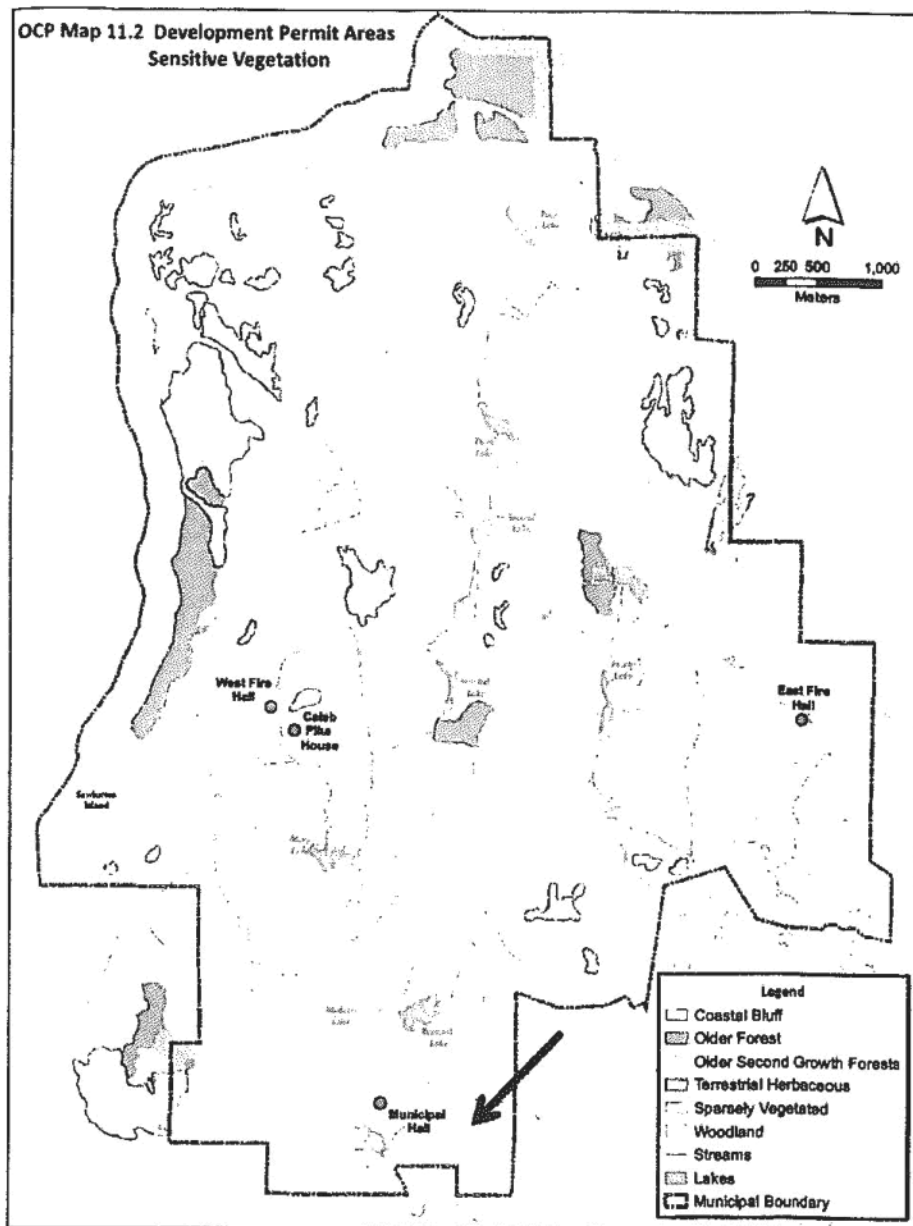 OCP Map 11.2 Development Permit Areas
Sensitive Vegetation
N
0 250 500 1,000
Meters
West Fire
Hall
Caleb
Pike
House
East Fire
Hall
Island
Municipal
Hall
Legend
Coastal Bluff
Older Forest
Older Second Growth Forests
Terrestrial Herbaceous
Sparsely Vegetated
Woodland
Streams
Lakes
Municipal Boundary